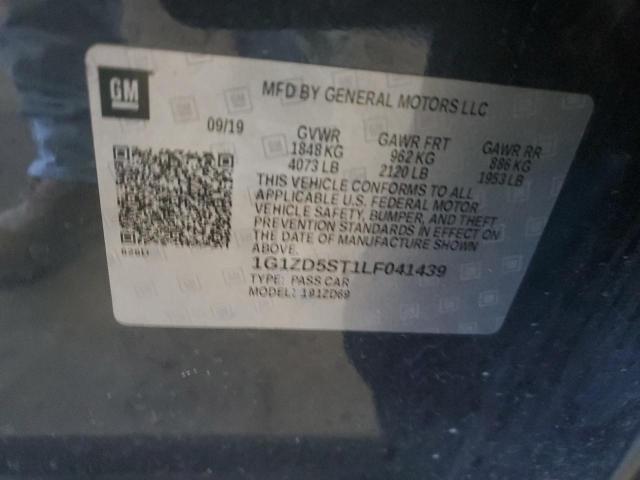 GM
MFD BY GENERAL MOTORS LLC
09/19 GVWR GAWR FRT GAWR RR
1848 KG 962 KG 886 KG
4073 LB 2120 LB 1953 LB
THIS VEHICLE CONFORMS TO ALL
APPLICABLE U.S. FEDERAL MOTOR
VEHICLE SAFETY, BUMPER, AND THEFT
PREVENTION STANDARDS IN EFFECT ON
THE DATE OF MANUFACTURE SHOWN
ABOVE.
1G1ZD5ST1LF041439
TYPE: PASS CAR
MODEL: 191ZD69